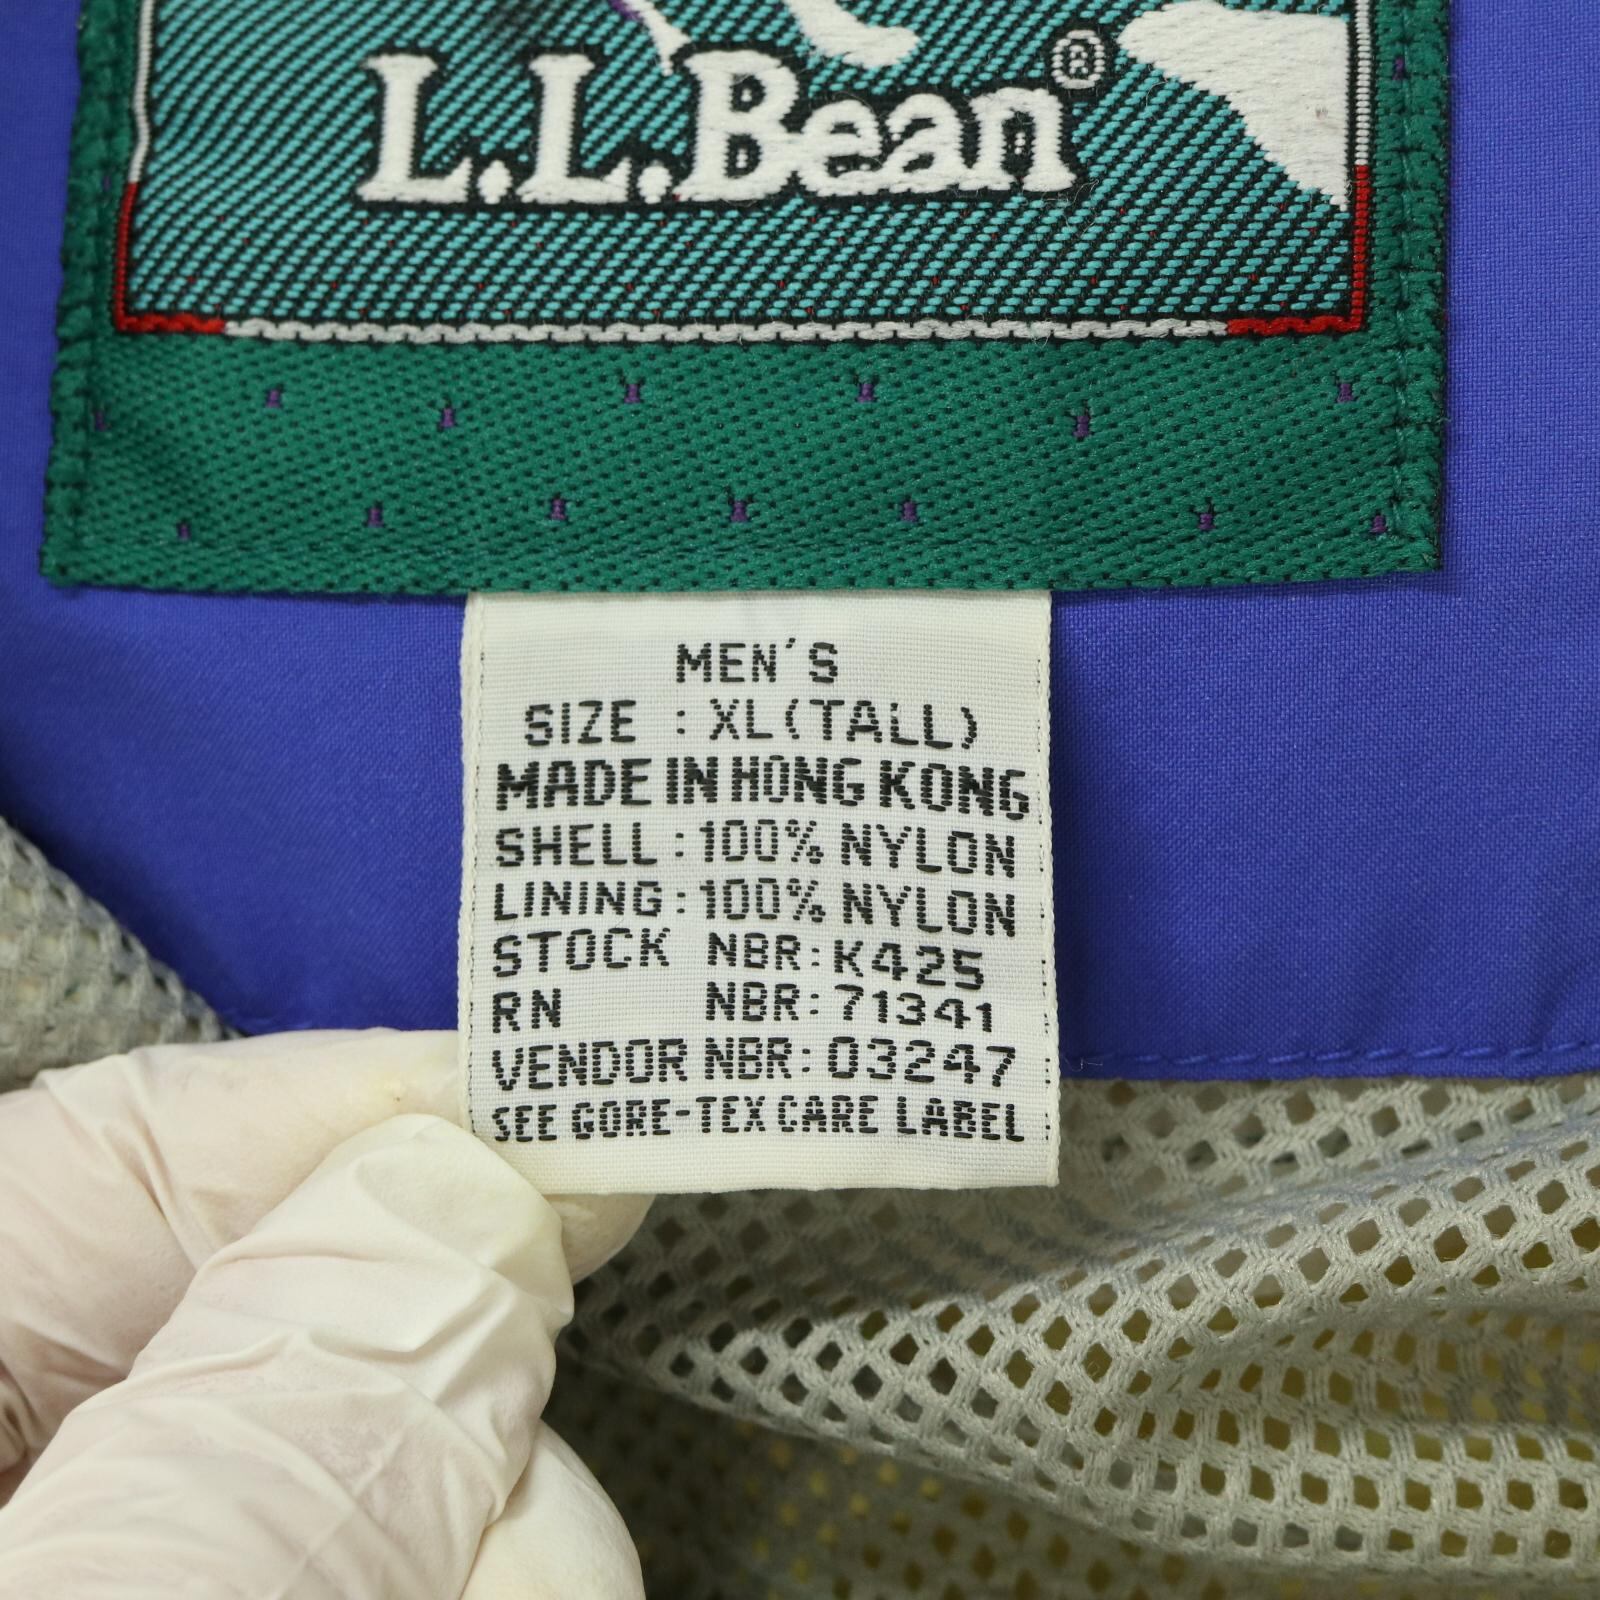 L.L.Bean®
MEN'S
SIZE : XL(TALL)
MADE IN HONG KONG
SHELL : 100% NYLON
LINING : 100% NYLON
STOCK NBR: K425
RN NBR: 71341
VENDOR NBR: 03247
SEE GORE-TEX CARE LABEL